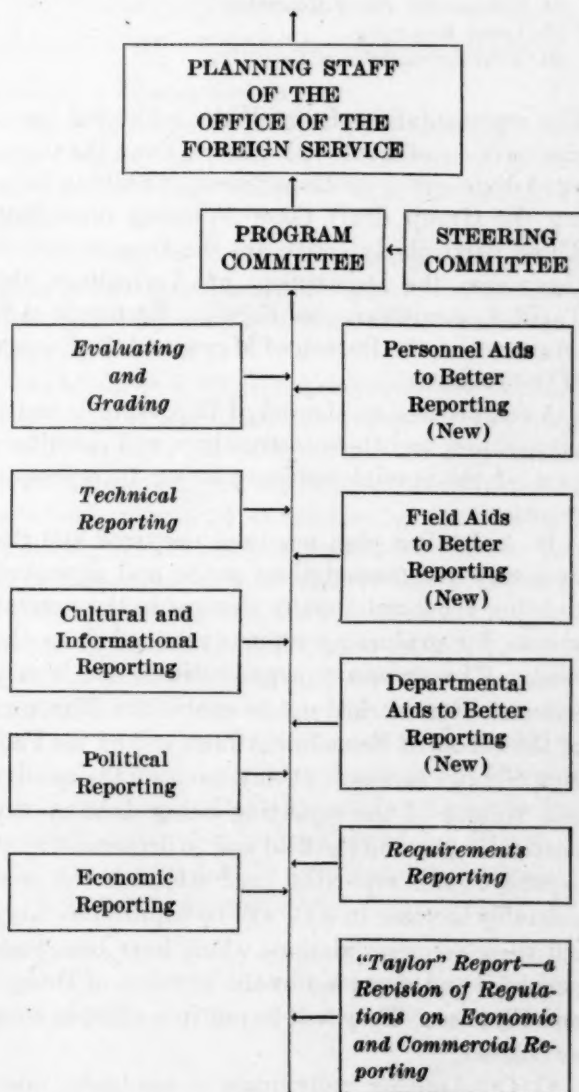 PLANNING STAFF
OF THE
OFFICE OF THE
FOREIGN SERVICE
PROGRAM
COMMITTEE
STEERING
COMMITTEE
Evaluating
and
Grading
Personnel Aids
to Better
Reporting
(New)
Technical
Reporting
Field Aids
to Better
Reporting
(New)
Cultural and
Informational
Reporting
Departmental
Aids to Better
Reporting
(New)
Political
Reporting
Requirements
Reporting
Economic
Reporting
"Taylor" Report—a
Revision of Regula-
tions on Economic
and Commercial Re-
porting